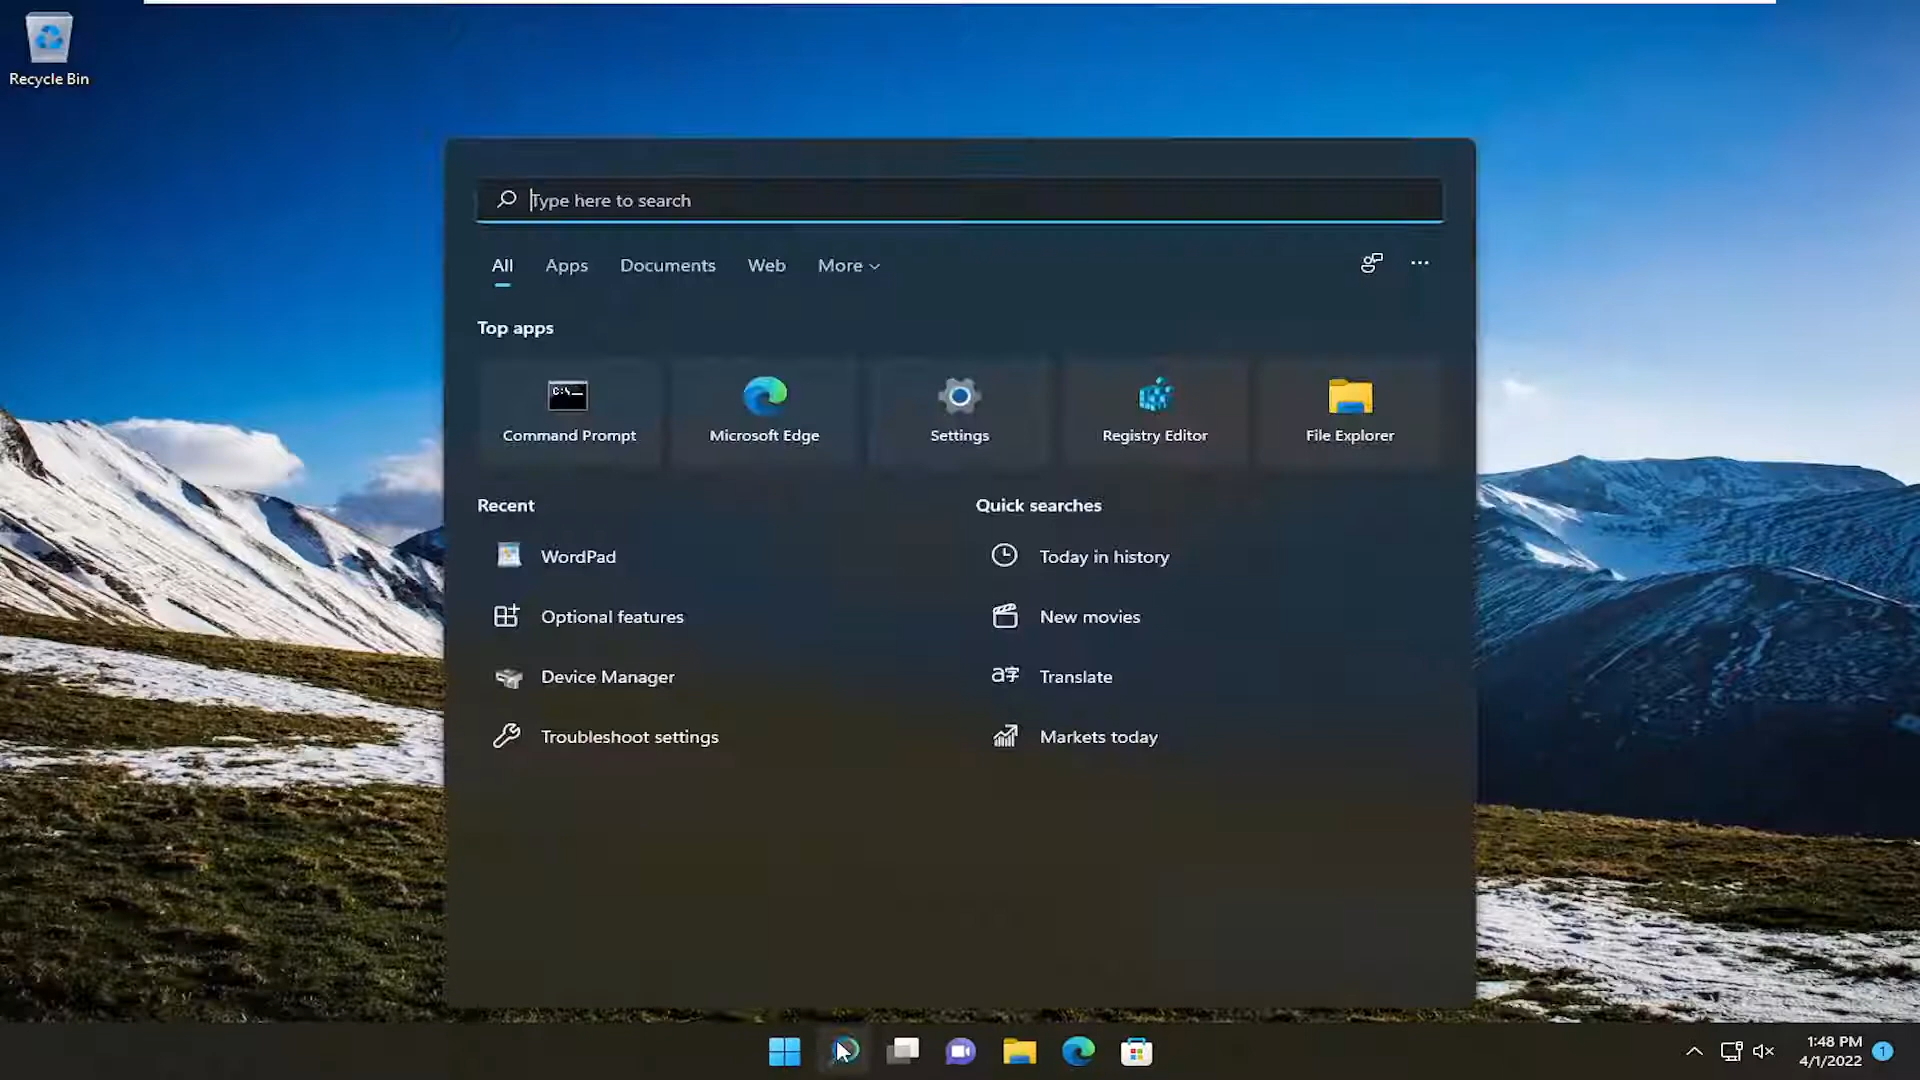 Recycle Bin
Type here to search
All Apps Documents Web More
Top apps
C:\_
Command Prompt Microsoft Edge Settings Registry Editor File Explorer
Recent Quick searches
WordPad Today in history
Optional features New movies
Device Manager Translate
Troubleshoot settings Markets today
1:48 PM
4/1/2022 1